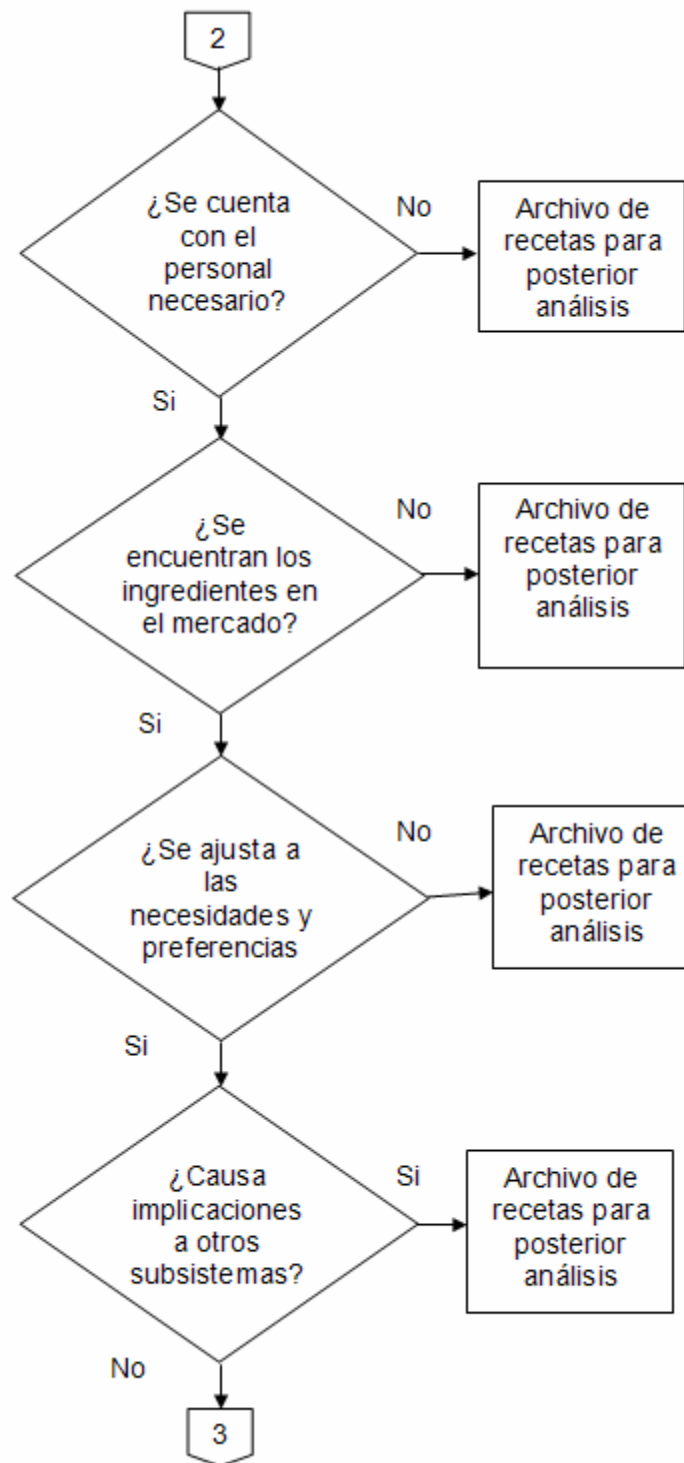 2
¿Se cuenta
con el
personal
necesario?
No
Archivo de
recetas para
posterior
análisis
Si
¿Se
encuentran los
ingredientes en
el mercado?
No
Archivo de
recetas para
posterior
análisis
Si
¿Se ajusta a
las
necesidades y
preferencias
No
Archivo de
recetas para
posterior
análisis
Si
¿Causa
implicaciones
a otros
subsistemas?
Si
Archivo de
recetas para
posterior
análisis
No
3